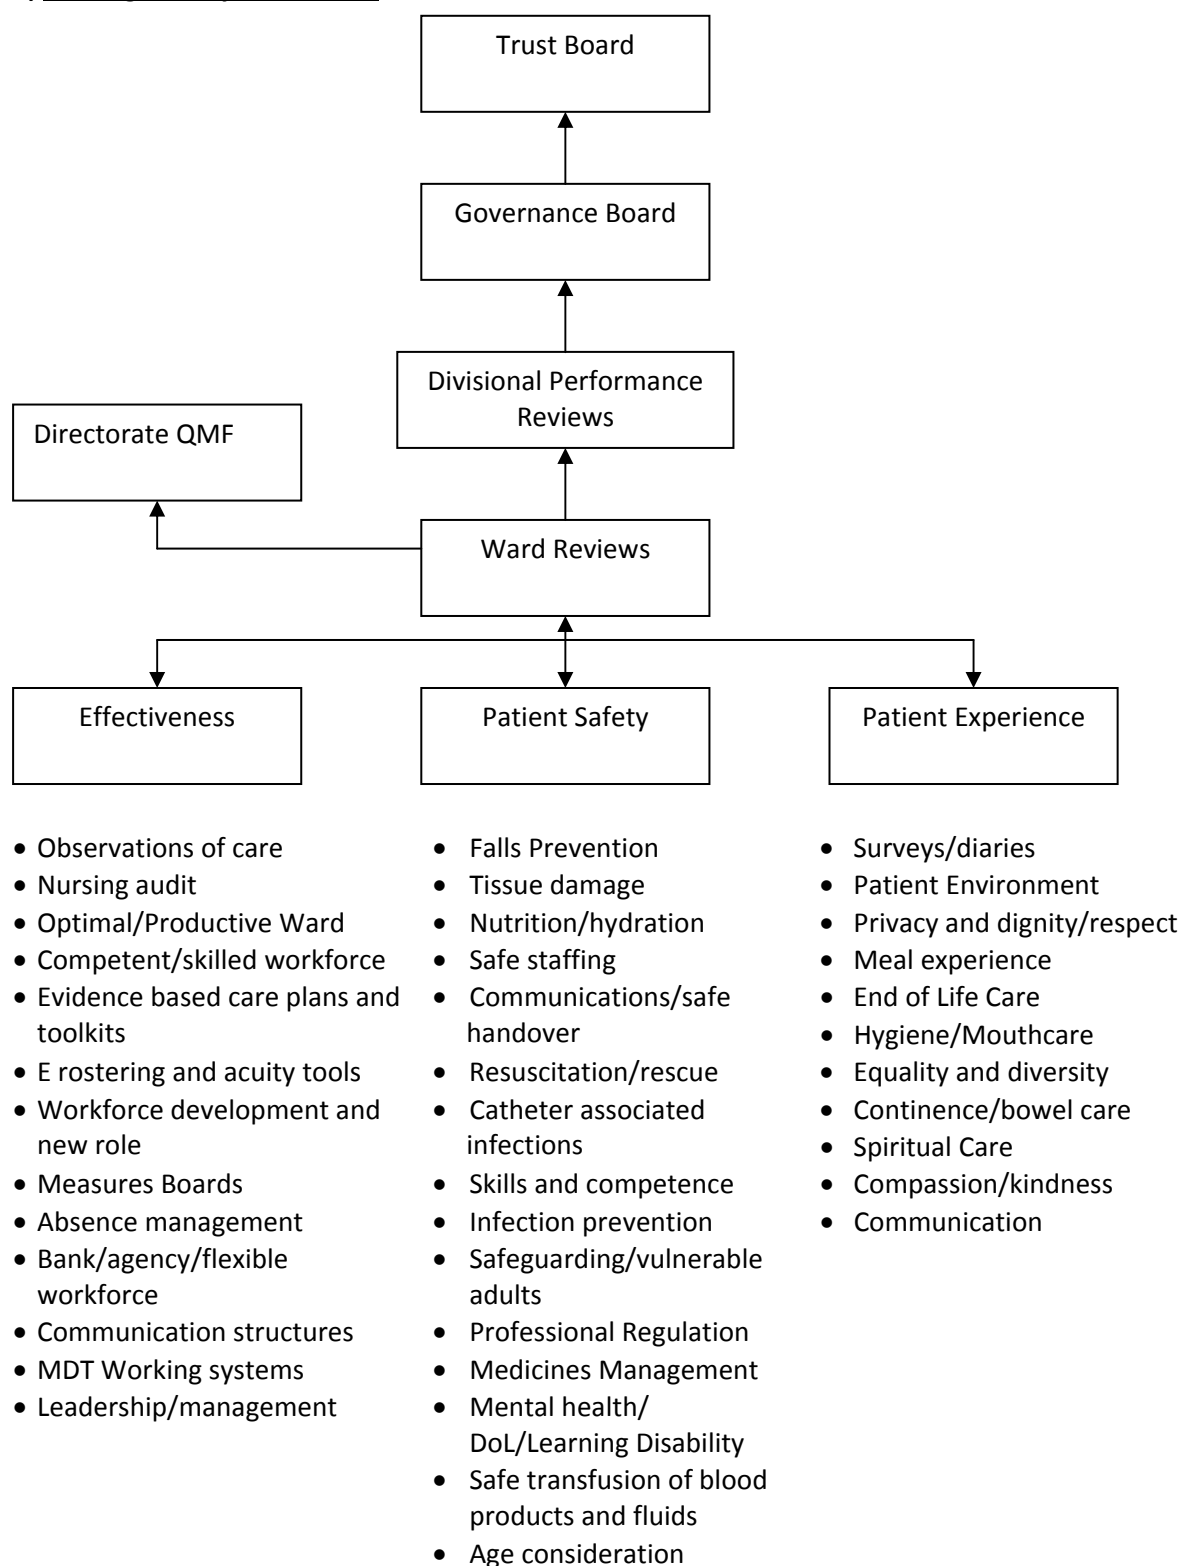 Trust Board
Governance Board
Divisional Performance
Reviews
Directorate QMF
Ward Reviews
Effectiveness
Patient Safety
Patient Experience
• Observations of care
• Nursing audit
• Optimal/Productive Ward
• Competent/skilled workforce
• Evidence based care plans and
toolkits
• E rostering and acuity tools
• Workforce development and
new role
• Measures Boards
• Absence management
• Bank/agency/flexible
workforce
• Communication structures
• MDT Working systems
• Leadership/management
• Falls Prevention
• Tissue damage
• Nutrition/hydration
• Safe staffing
• Communications/safe
handover
• Resuscitation/rescue
• Catheter associated
infections
• Skills and competence
• Infection prevention
• Safeguarding/vulnerable
adults
• Professional Regulation
• Medicines Management
• Mental health/
DoL/Learning Disability
• Safe transfusion of blood
products and fluids
• Age consideration
• Surveys/diaries
• Patient Environment
• Privacy and dignity/respect
• Meal experience
• End of Life Care
• Hygiene/Mouthcare
• Equality and diversity
• Continence/bowel care
• Spiritual Care
• Compassion/kindness
• Communication